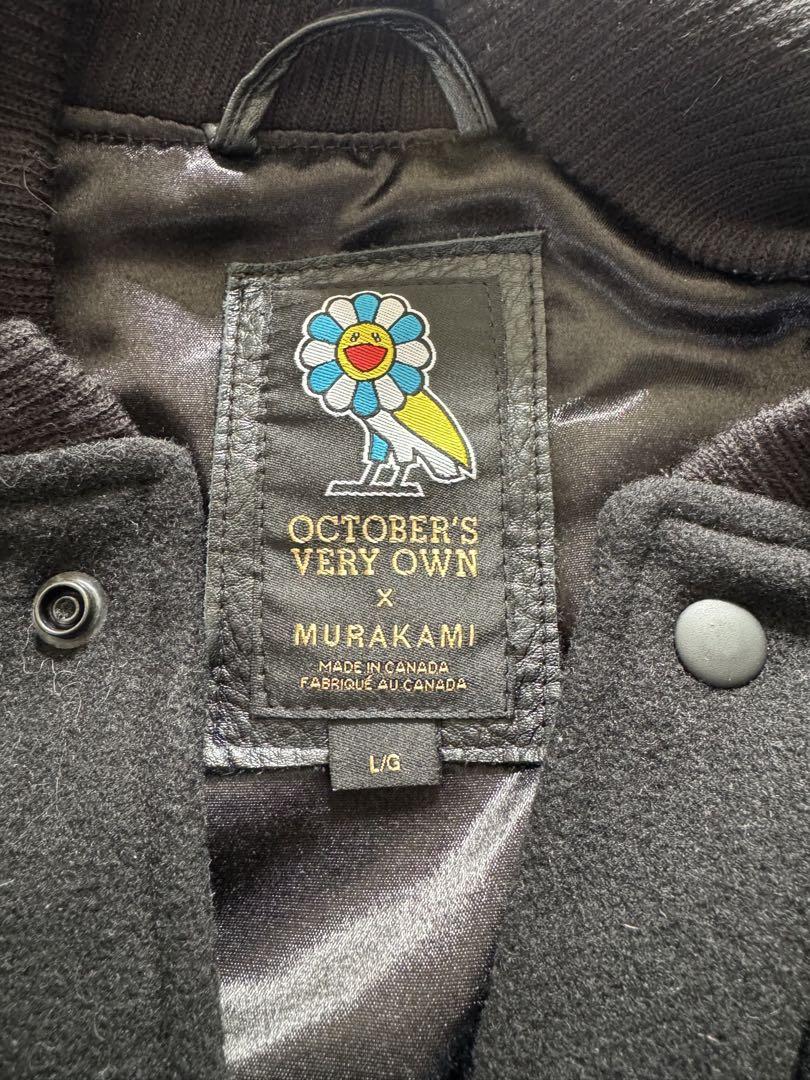 OCTOBER'S
VERY OWN
X
MURAKAMI
MADE IN CANADA
FABRIQUÉ AU CANADA
L/G